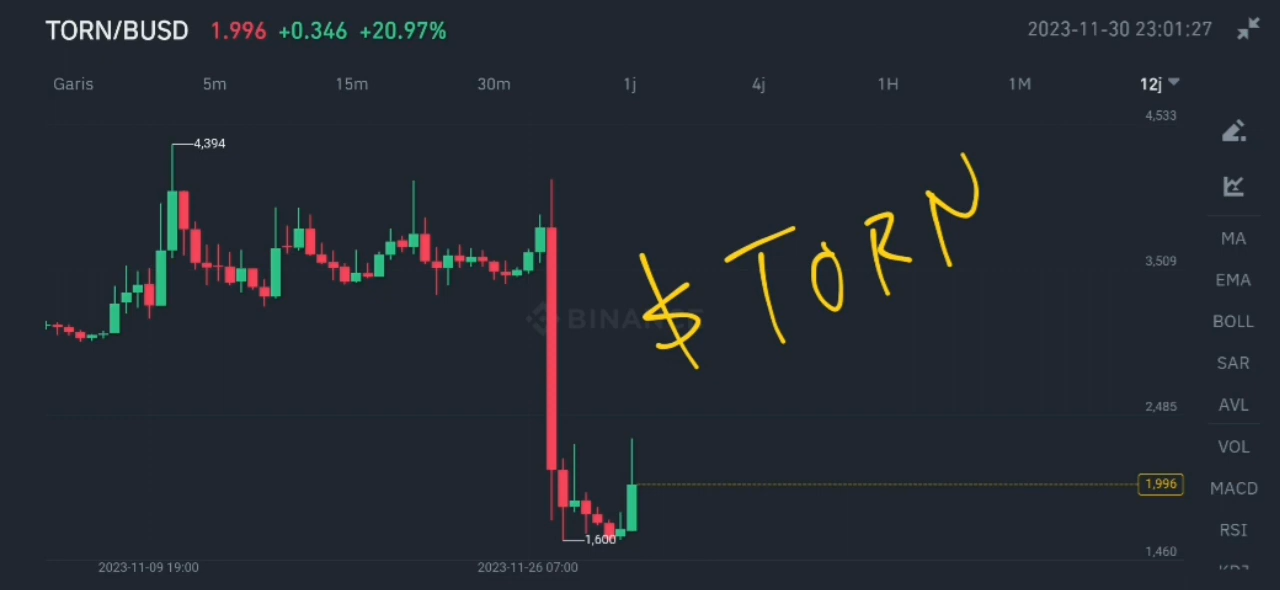 TORN/BUSD 1.996 +0.346 +20.97% 2023-11-30 23:01:27
Garis 5m 15m 30m 1j 4j 1H 1M 12j
4,533
4,394
$ TORN
MA
3,509
EMA
BINANCE
BOLL
SAR
2,485
AVL
VOL
1,996
MACD
RSI
1,600
1,460
2023-11-09 19:00 2023-11-26 07:00